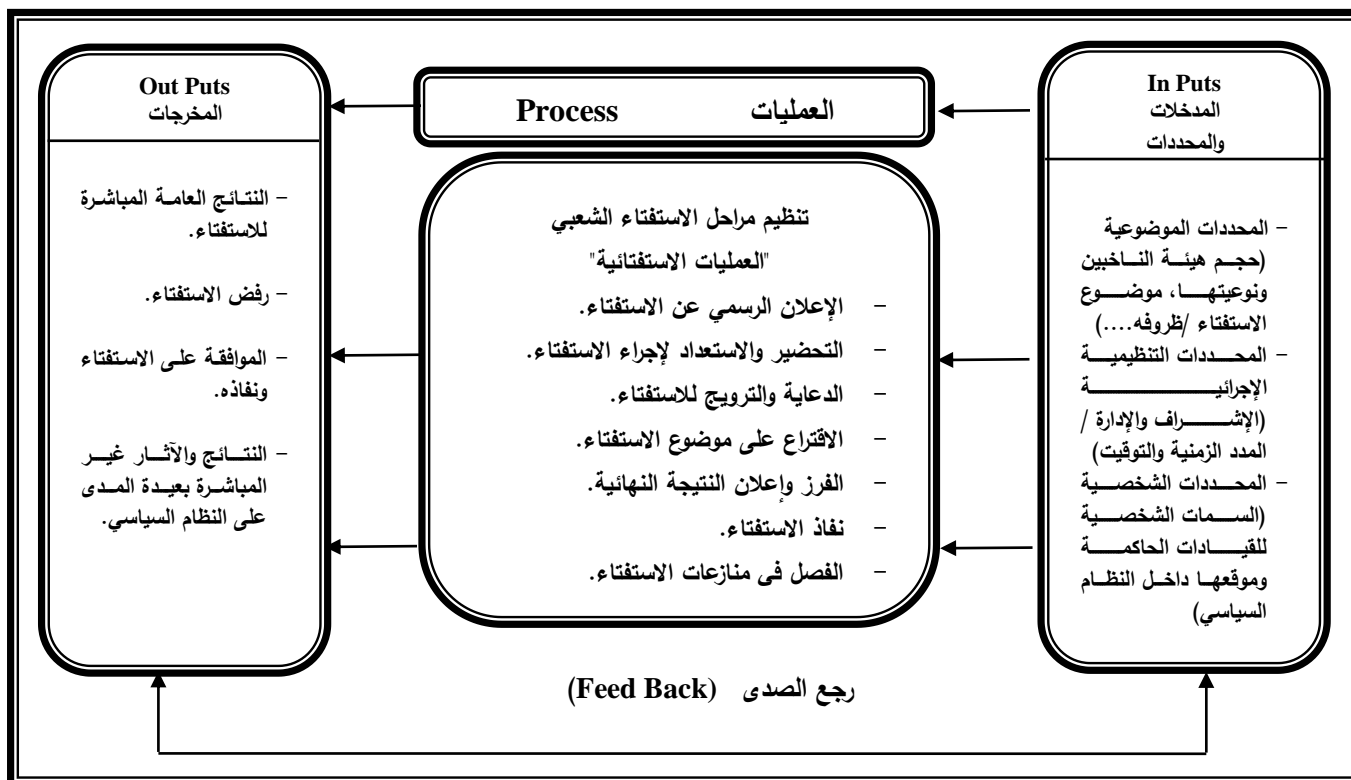 In Puts
المدخلات
والمحددات
– المحددات الموضوعية
(حجم هيئة الناخبين
ونوعيتها، موضوع
الاستفتاء /ظروفه....)
– المحددات التنظيمية
الإجرائية
(الإشراف والإدارة /
المدد الزمنية والتوقيت)
– المحددات الشخصية
(السمات الشخصية
للقيادات الحاكمة
وموقعها داخل النظام
السياسي)
العمليات Process
تنظيم مراحل الاستفتاء الشعبي
"العمليات الاستفتائية"
– الإعلان الرسمي عن الاستفتاء.
– التحضير والاستعداد لإجراء الاستفتاء.
– الدعاية والترويج للاستفتاء.
– الاقتراع على موضوع الاستفتاء.
– الفرز وإعلان النتيجة النهائية.
– نفاذ الاستفتاء.
– الفصل فى منازعات الاستفتاء.
Out Puts
المخرجات
– النتائج العامة المباشرة
للاستفتاء.
– رفض الاستفتاء.
– الموافقة على الاستفتاء
ونفاذه.
– النتائج والآثار غير
المباشرة بعيدة المدى
على النظام السياسي.
رجع الصدى (Feed Back)